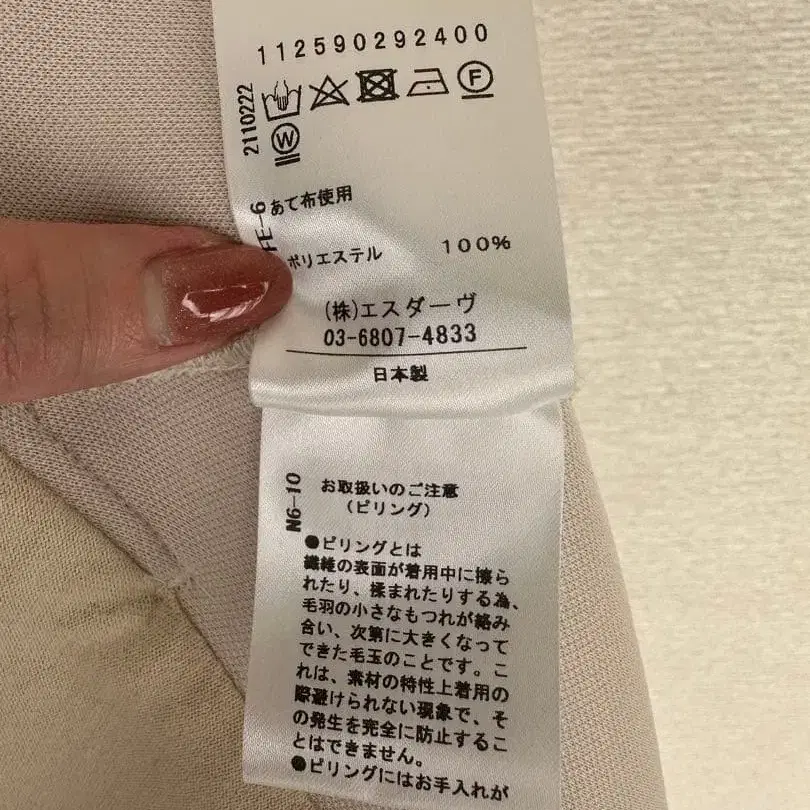 112590292400
2110222
F
W
FE-6
あて布使用
ポリエステル 100%
(株)エスダーヴ
03-6807-4833
日本製
N6-10
お取扱いのご注意
(ピリング)
●ピリングとは
繊維の表面が着用中に擦ら
れたり、揉まれたりする為、
毛羽の小さなもつれが絡み
合い、次第に大きくなって
できた毛玉のことです。こ
れは、素材の特性上着用の
際避けられない現象で、そ
の発生を完全に防止するこ
とはできません。
●ピリングにはお手入れが